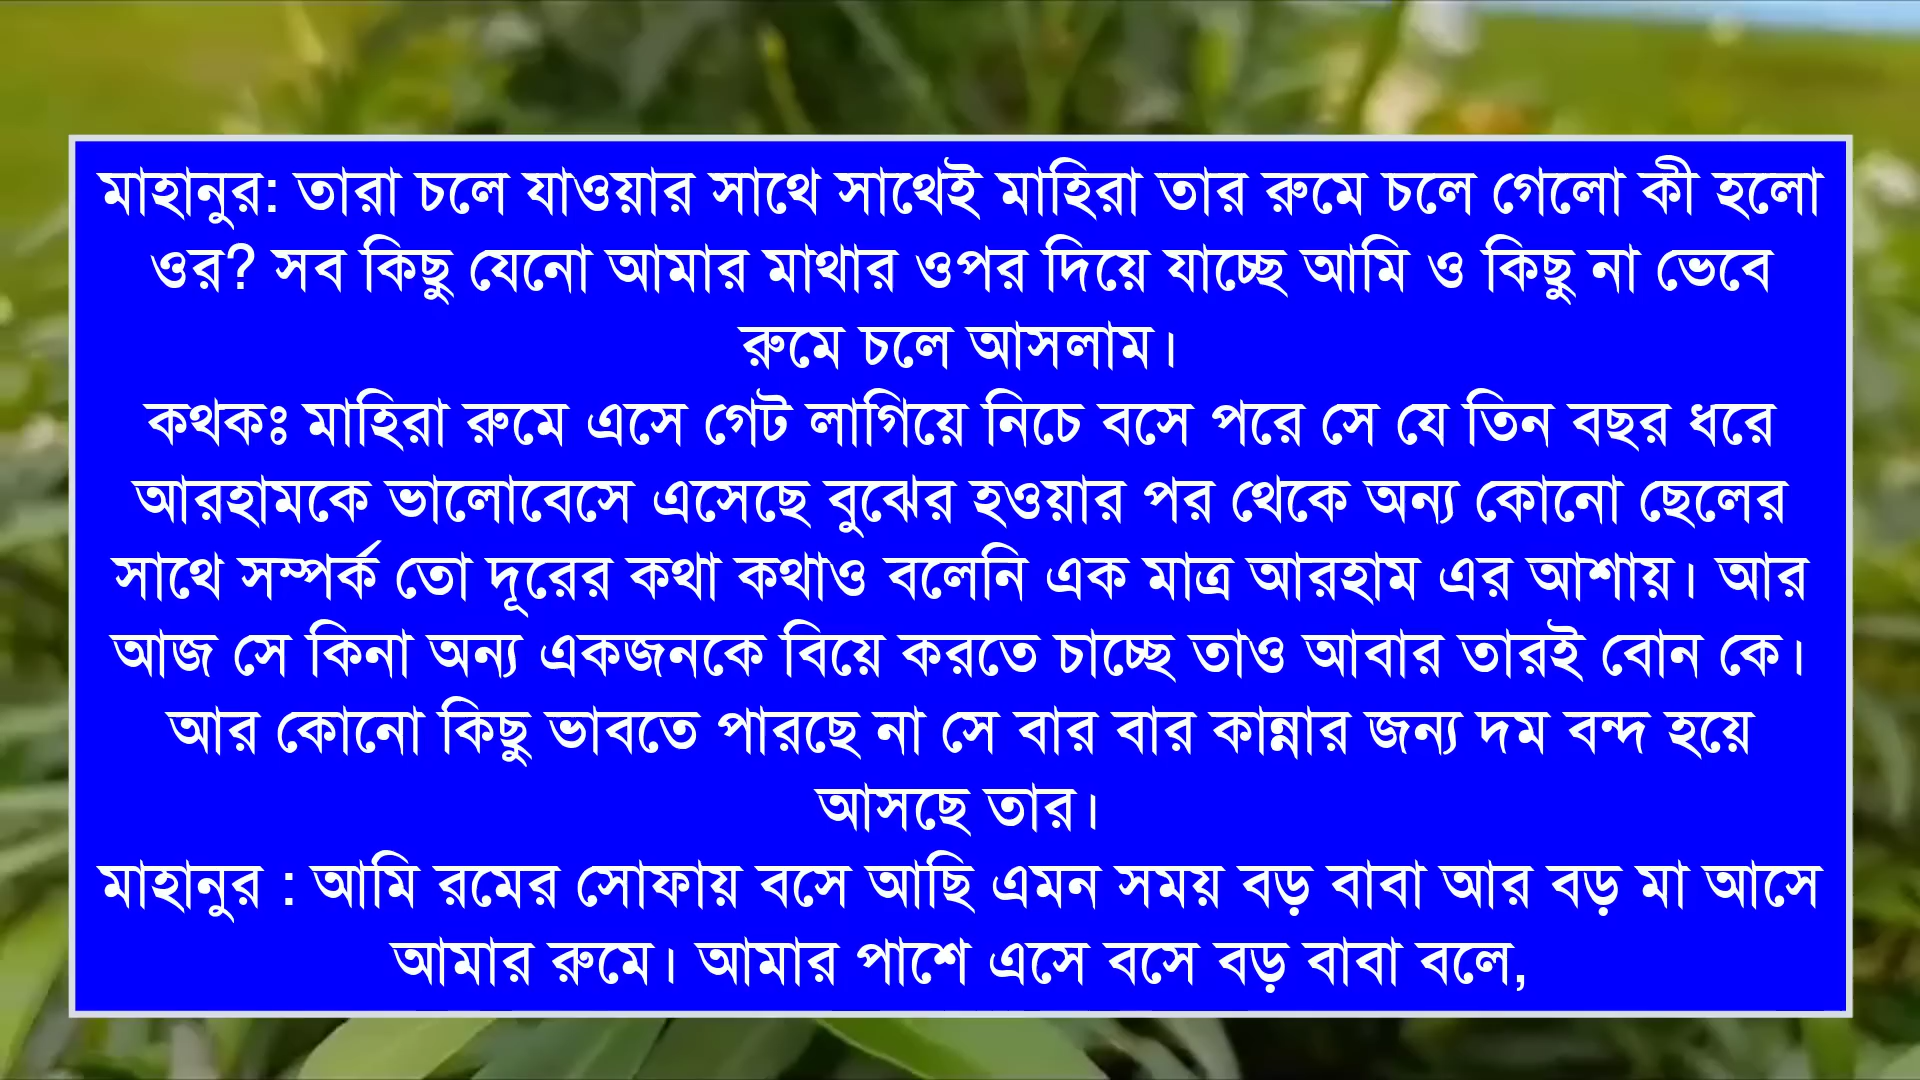 মাহানুর: তারা চলে যাওয়ার সাথে সাথেই মাহিরা তার রুমে চলে গেলো কী হলো
ওর? সব কিছু যেনো আমার মাথার ওপর দিয়ে যাচ্ছে আমি ও কিছু না ভেবে
রুমে চলে আসলাম।
কথকঃ মাহিরা রুমে এসে গেট লাগিয়ে নিচে বসে পরে সে যে তিন বছর ধরে
আরহামকে ভালোবেসে এসেছে বুঝের হওয়ার পর থেকে অন্য কোনো ছেলের
সাথে সম্পর্ক তো দূরের কথা কথাও বলেনি এক মাত্র আরহাম এর আশায়। আর
আজ সে কিনা অন্য একজনকে বিয়ে করতে চাচ্ছে তাও আবার তারই বোন কে।
আর কোনো কিছু ভাবতে পারছে না সে বার বার কান্নার জন্য দম বন্দ হয়ে
আসছে তার।
মাহানুর : আমি রমের সোফায় বসে আছি এমন সময় বড় বাবা আর বড় মা আসে
আমার রুমে। আমার পাশে এসে বসে বড় বাবা বলে,